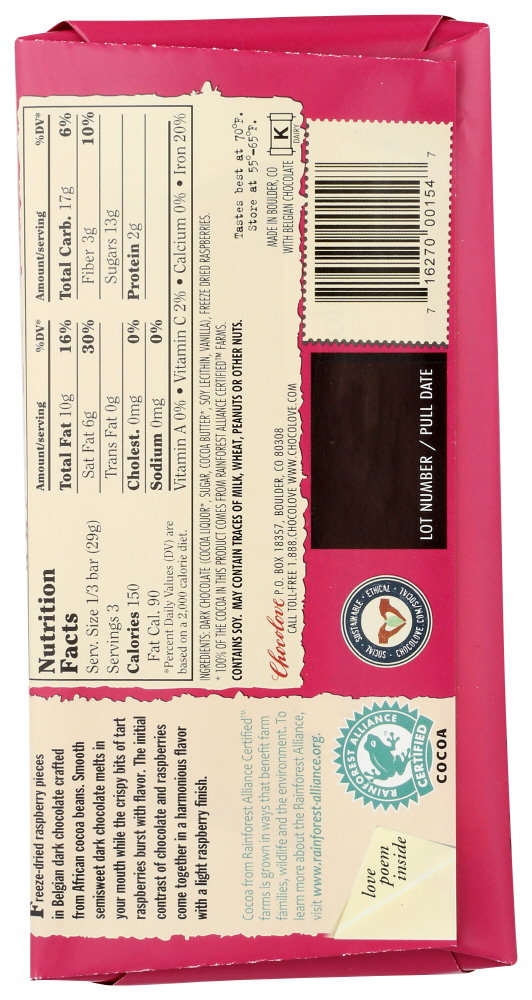 Freeze-dried raspberry pieces
in Belgian dark chocolate crafted
from African cocoa beans. Smooth
semisweet dark chocolate melts in
your mouth while the crispy bits of tart
raspberries burst with flavor. The initial
contrast of chocolate and raspberries
come together in a harmonious flavor
with a light raspberry finish.
Cocoa from Rainforest Alliance Certified™
farms is grown in ways that benefit farm
families, wildlife and the environment. To
learn more about the Rainforest Alliance,
visit www.rainforest-alliance.org.
love
poem
inside
RAINFOREST ALLIANCE
CERTIFIED
COCOA
Nutrition
Facts
Serv. Size 1/3 bar (29g)
Servings 3
Calories 150
Fat Cal. 90
*Percent Daily Values (DV) are
based on a 2,000 calorie diet.
Amount/serving %DV* Amount/serving %DV*
Total Fat 10g 16% Total Carb. 17g 6%
Sat Fat 6g 30% Fiber 3g 10%
Trans Fat 0g Sugars 13g
Cholest. 0mg 0% Protein 2g
Sodium 0mg 0%
Vitamin A 0% • Vitamin C 2% • Calcium 0% • Iron 20%
INGREDIENTS: DARK CHOCOLATE (COCOA LIQUOR*, SUGAR, COCOA BUTTER*, SOY LECITHIN, VANILLA), FREEZE DRIED RASPBERRIES.
* 100% OF THE COCOA IN THIS PRODUCT COMES FROM RAINFOREST ALLIANCE CERTIFIED™ FARMS.
CONTAINS SOY. MAY CONTAIN TRACES OF MILK, WHEAT, PEANUTS OR OTHER NUTS.
Tastes best at 70°F.
Store at 55°-65°F.
Chocolove P.O. BOX 18357, BOULDER, CO 80308
CALL TOLL-FREE 1.888.CHOCOLOVE WWW.CHOCOLOVE.COM
MADE IN BOULDER, CO
WITH BELGIAN CHOCOLATE
K
DAIRY
SOCIAL · SUSTAINABLE · ETHICAL ·
CHOCOLOVE.COM/SOCIAL
LOT NUMBER / PULL DATE
7 16270 00154 7